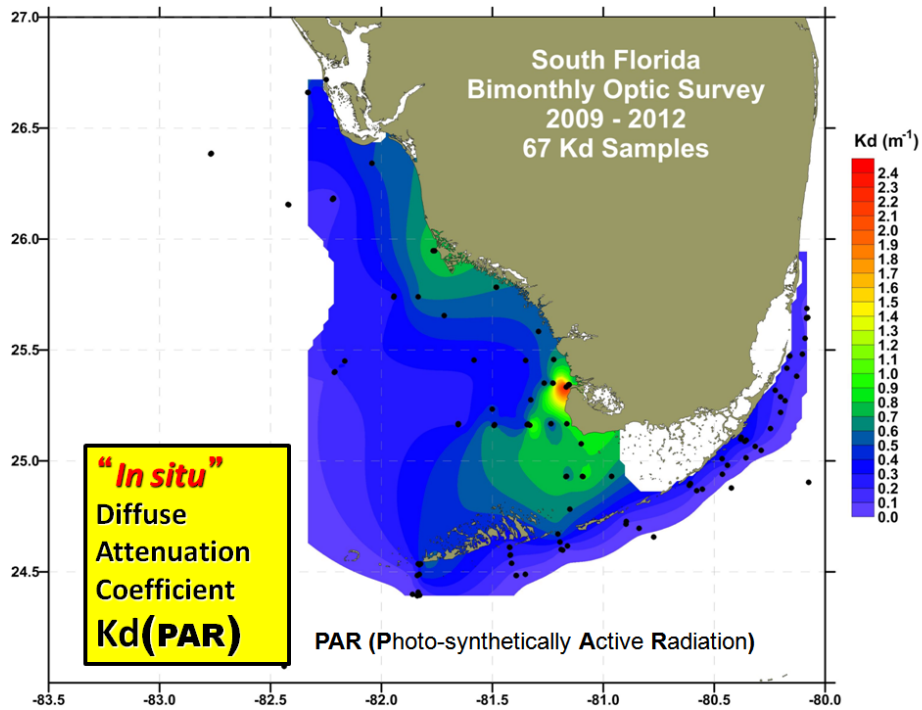 South Florida
Bimonthly Optic Survey
2009 - 2012
67 Kd Samples
Kd (m⁻¹)
2.4
2.3
2.2
2.1
2.0
1.9
1.8
1.7
1.6
1.5
1.4
1.3
1.2
1.1
1.0
0.9
0.8
0.7
0.6
0.5
0.4
0.3
0.2
0.1
0.0
27.0
26.5
26.0
25.5
25.0
24.5
“In situ”
Diffuse
Attenuation
Coefficient
Kd(PAR)
PAR (Photo-synthetically Active Radiation)
-83.5 -83.0 -82.5 -82.0 -81.5 -81.0 -80.5 -80.0